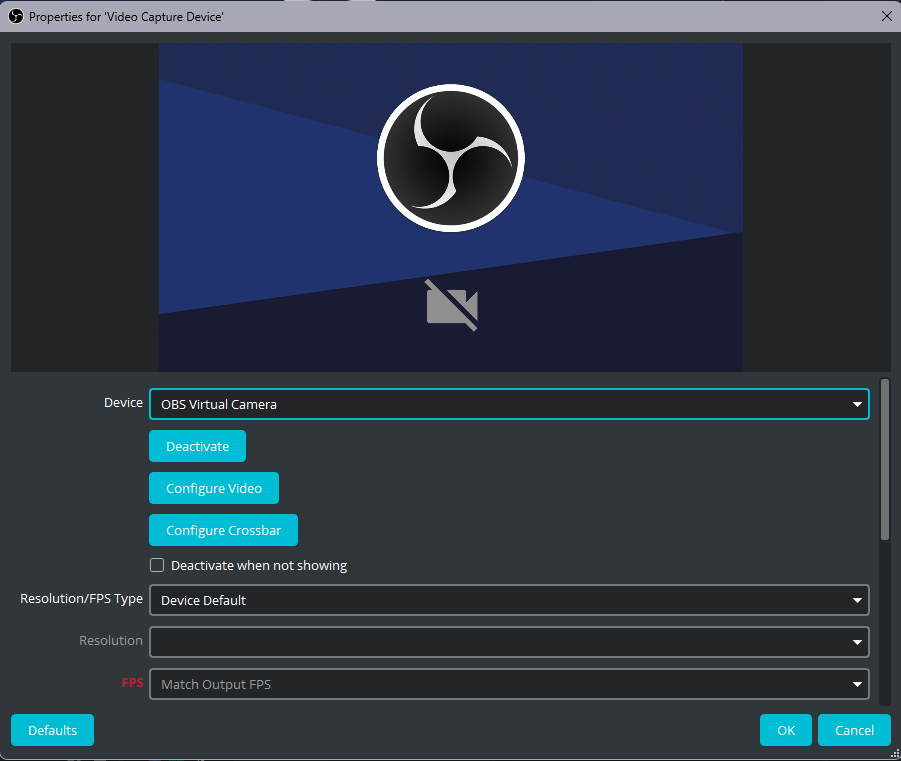 Properties for 'Video Capture Device'
Device
OBS Virtual Camera
Deactivate
Configure Video
Configure Crossbar
Deactivate when not showing
Resolution/FPS Type
Device Default
Resolution
FPS
Match Output FPS
Defaults
OK
Cancel